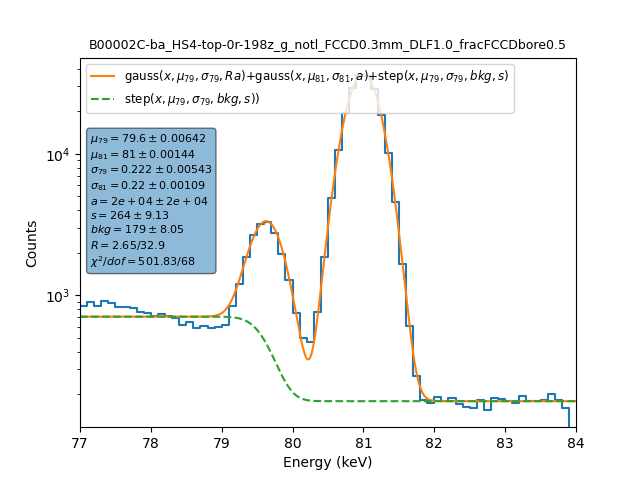 B00002C-ba_HS4-top-0r-198z_g_notl_FCCD0.3mm_DLF1.0_fracFCCDbore0.5
gauss(x, μ79, σ79, Ra)+gauss(x, μ81, σ81, a)+step(x, μ79, σ79, bkg, s)
step(x, μ79, σ79, bkg, s))
μ79 = 79.6 ± 0.00642
μ81 = 81 ± 0.00144
σ79 = 0.222 ± 0.00543
σ81 = 0.22 ± 0.00109
a = 2e + 04 ± 2e + 04
s = 264 ± 9.13
bkg = 179 ± 8.05
R = 2.65/32.9
χ²/dof = 501.83/68
Counts
10⁴
10³
77 78 79 80 81 82 83 84
Energy (keV)